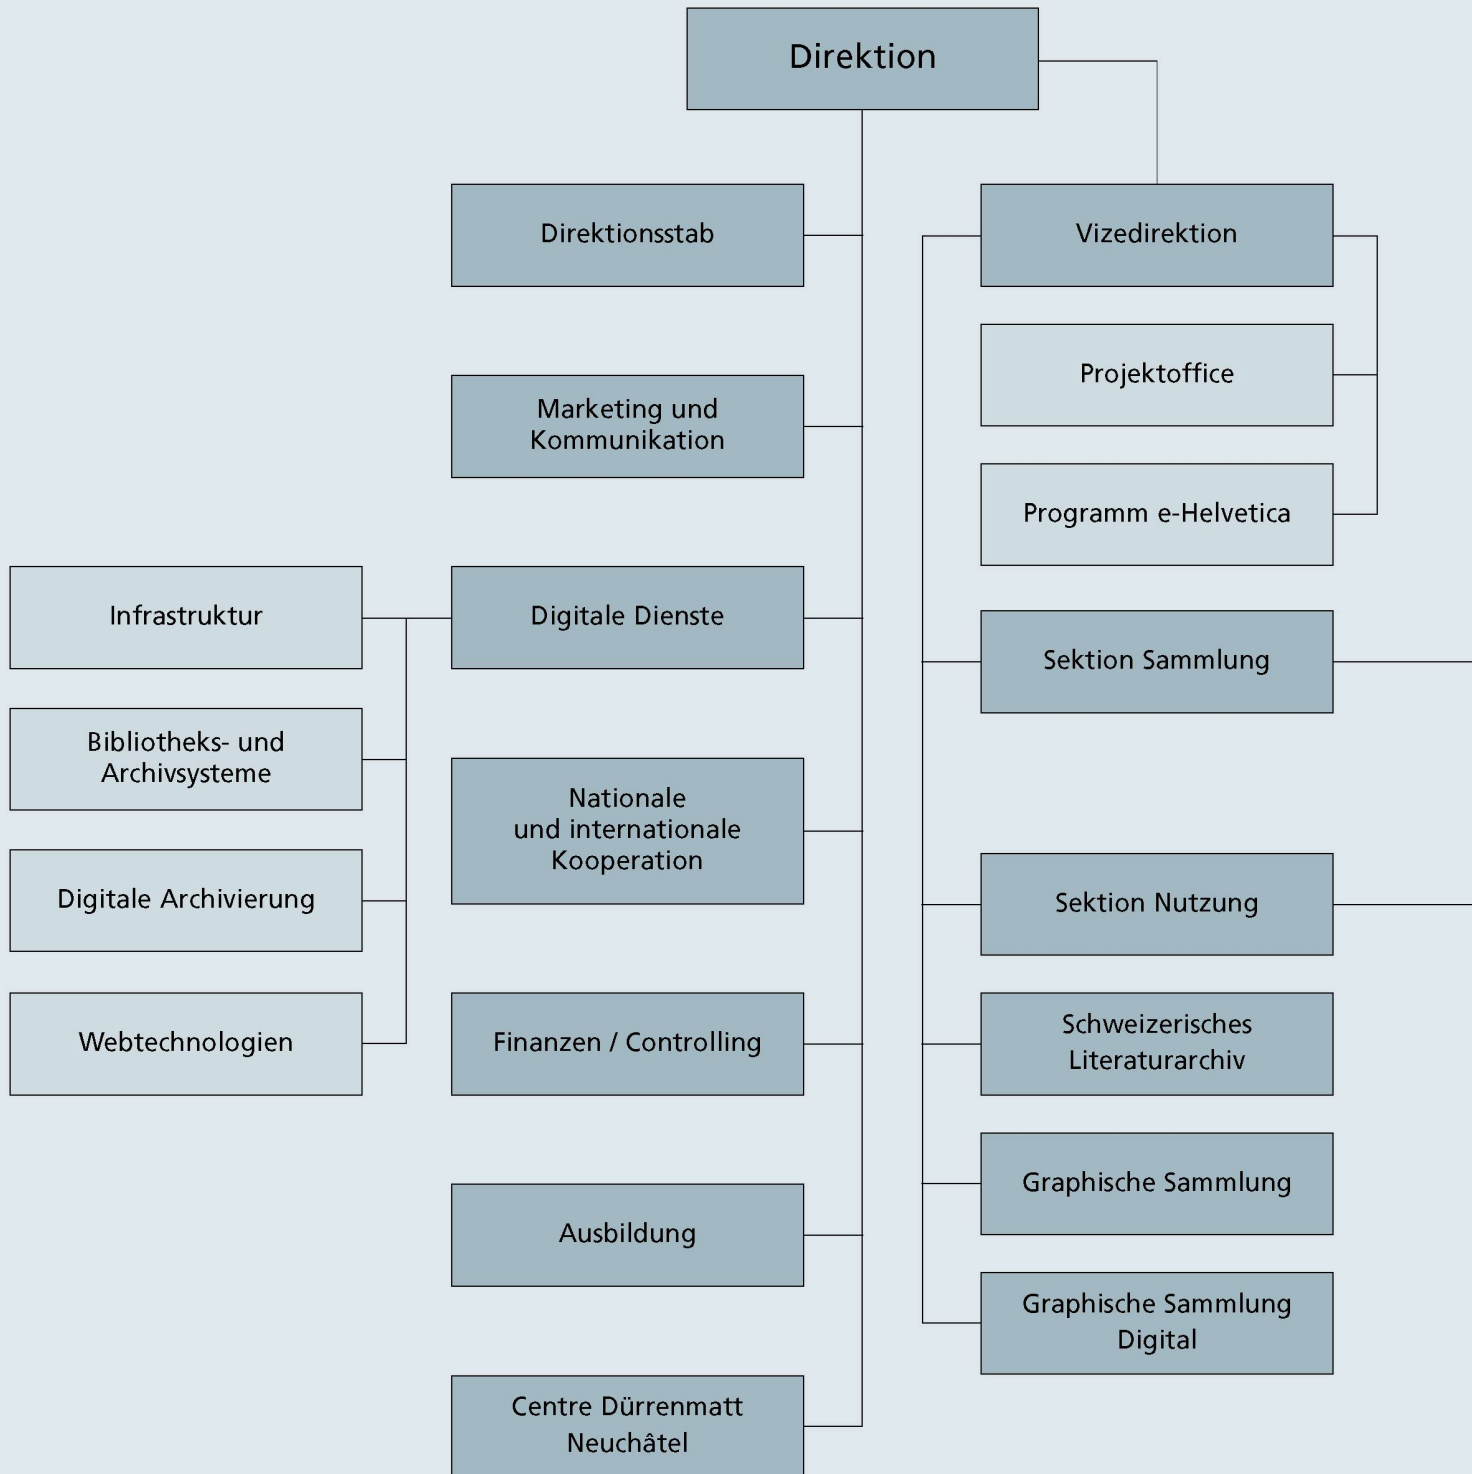 Direktion
Direktionsstab
Vizedirektion
Projektoffice
Marketing und
Kommunikation
Programm e-Helvetica
Infrastruktur
Digitale Dienste
Sektion Sammlung
Bibliotheks- und
Archivsysteme
Nationale
und internationale
Kooperation
Digitale Archivierung
Sektion Nutzung
Webtechnologien
Finanzen / Controlling
Schweizerisches
Literaturarchiv
Graphische Sammlung
Ausbildung
Graphische Sammlung
Digital
Centre Dürrenmatt
Neuchâtel